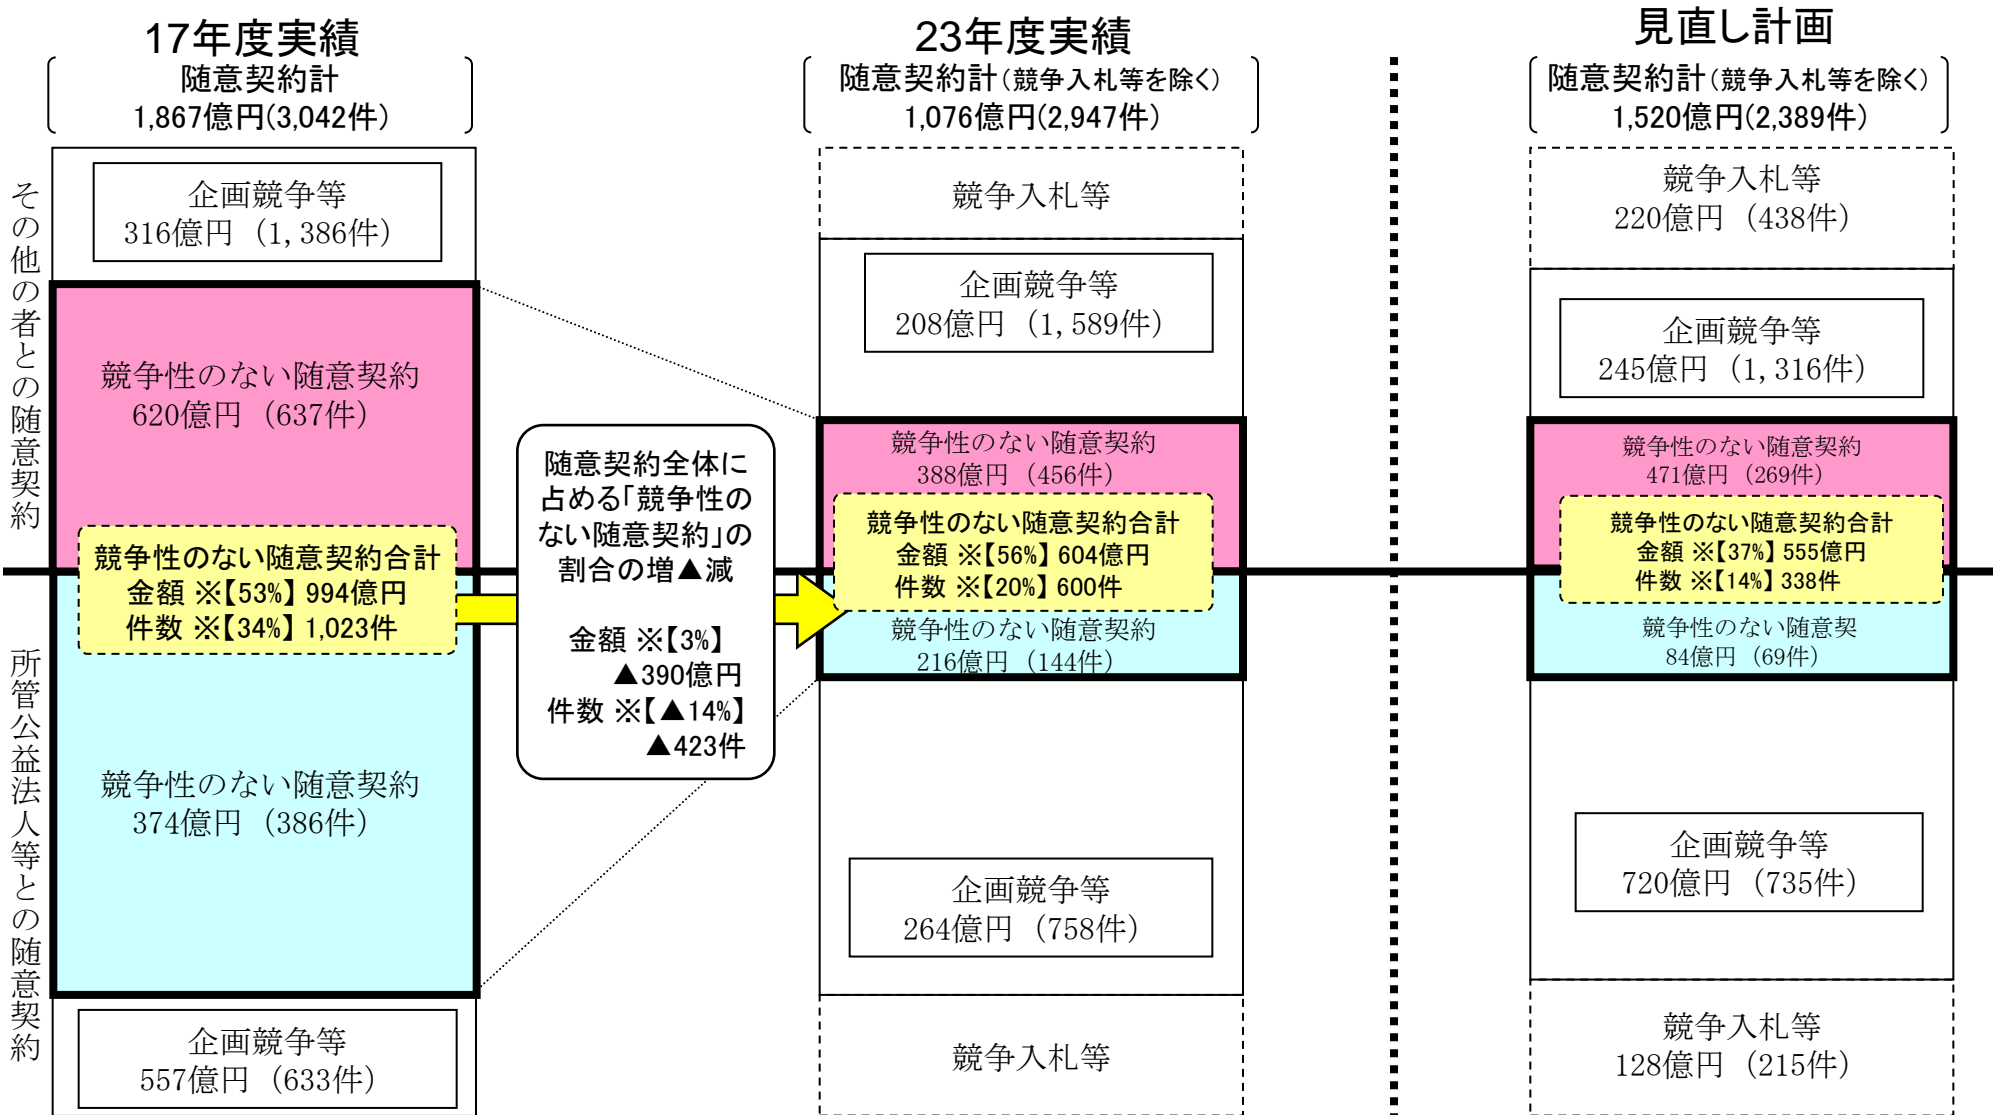 17年度実績
随意契約計
1,867億円(3,042件)
企画競争等
316億円（1,386件）
競争性のない随意契約
620億円（637件）
競争性のない随意契約合計
金額 ※【53%】 994億円
件数 ※【34%】 1,023件
競争性のない随意契約
374億円（386件）
企画競争等
557億円（633件）
その他の者との随意契約
所管公益法人等との随意契約
随意契約全体に
占める「競争性の
ない随意契約」の
割合の増▲減
金額 ※【3%】
▲390億円
件数 ※【▲14%】
▲423件
23年度実績
随意契約計（競争入札等を除く）
1,076億円(2,947件)
競争入札等
企画競争等
208億円（1,589件）
競争性のない随意契約
388億円（456件）
競争性のない随意契約合計
金額 ※【56%】 604億円
件数 ※【20%】 600件
競争性のない随意契約
216億円（144件）
企画競争等
264億円（758件）
競争入札等
見直し計画
随意契約計（競争入札等を除く）
1,520億円(2,389件)
競争入札等
220億円（438件）
企画競争等
245億円（1,316件）
競争性のない随意契約
471億円（269件）
競争性のない随意契約合計
金額 ※【37%】 555億円
件数 ※【14%】 338件
競争性のない随意契
84億円（69件）
企画競争等
720億円（735件）
競争入札等
128億円（215件）